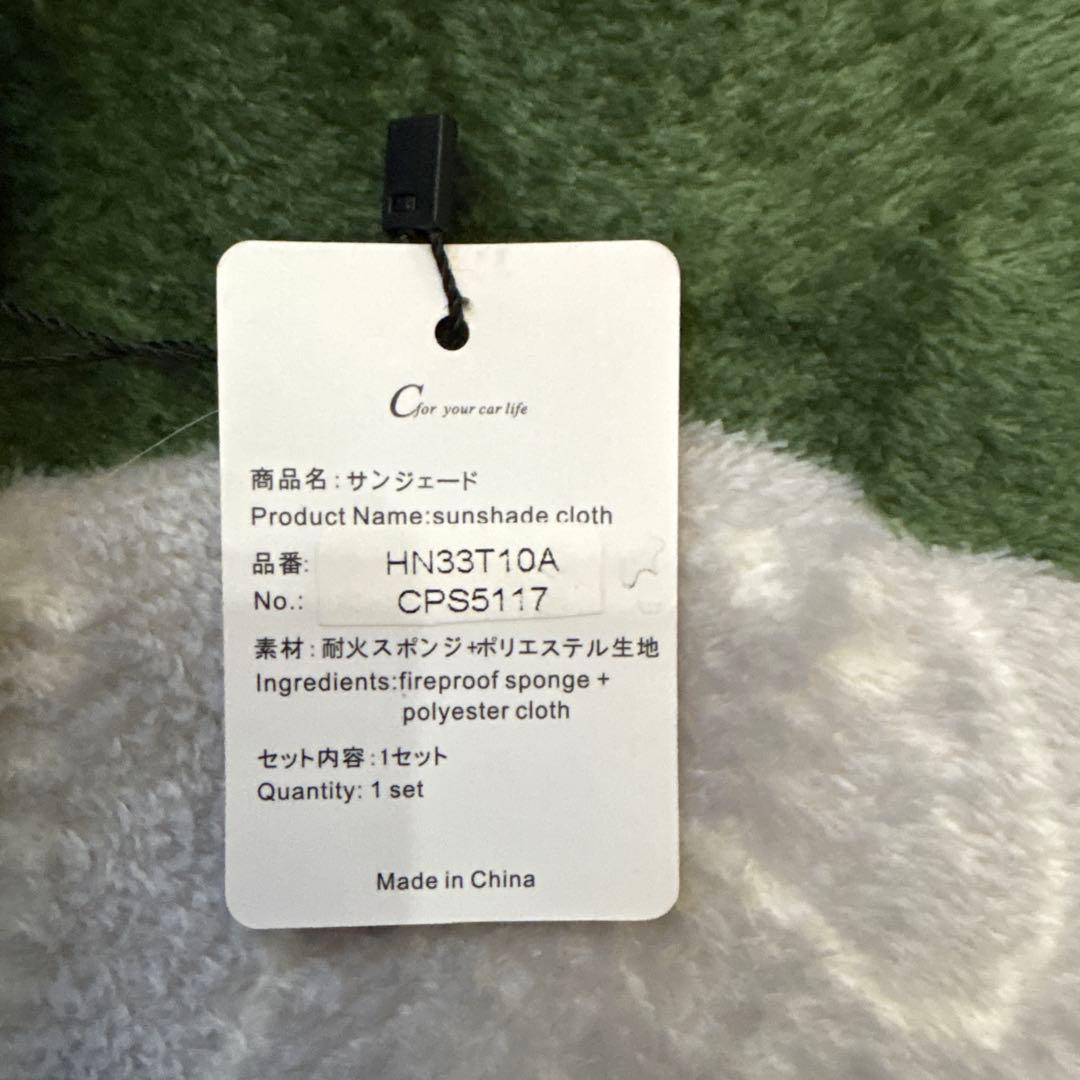 C for your car life
商品名:サンジェード
Product Name:sunshade cloth
品番: HN33T10A
No.: CPS5117
素材:耐火スポンジ+ポリエステル生地
Ingredients:fireproof sponge +
polyester cloth
セット内容:1セット
Quantity: 1 set
Made in China